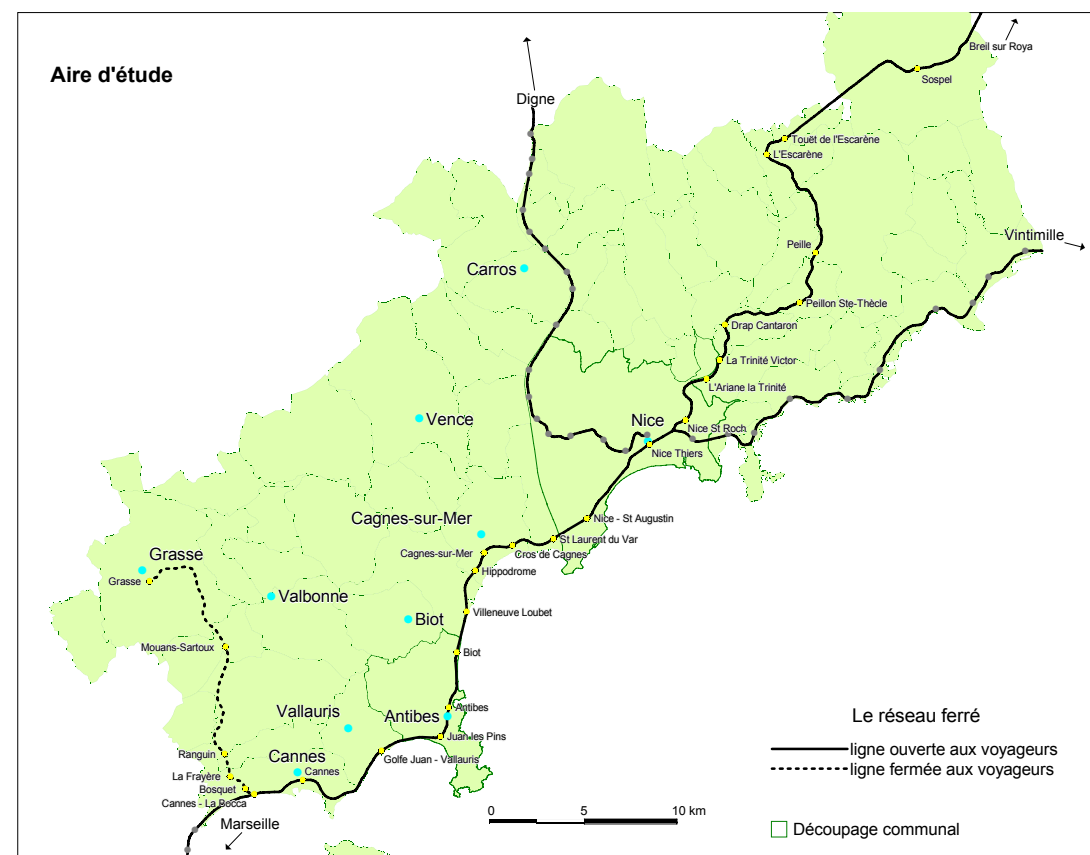 Aire d'étude
Breil sur Roya
Sospel
Digne
Touët de l'Escarène
L'Escarène
Vintimille
Peille
Carros
Peillon Ste-Thècle
Drap Cantaron
La Trinité Victor
L'Ariane la Trinité
Vence
Nice
Nice St Roch
Nice Thiers
Cagnes-sur-Mer
Nice - St Augustin
St Laurent du Var
Cagnes-sur-Mer
Cros de Cagnes
Grasse
Hippodrome
Grasse
Valbonne
Biot
Villeneuve Loubet
Mouans-Sartoux
Biot
Vallauris
Antibes
Antibes
Juan les Pins
Le réseau ferré
Ranguin
Cannes
Golfe Juan - Vallauris
ligne ouverte aux voyageurs
La Frayère
Cannes
ligne fermée aux voyageurs
Bosquet
Cannes - La Bocca
0 5 10 km
Marseille
Découpage communal